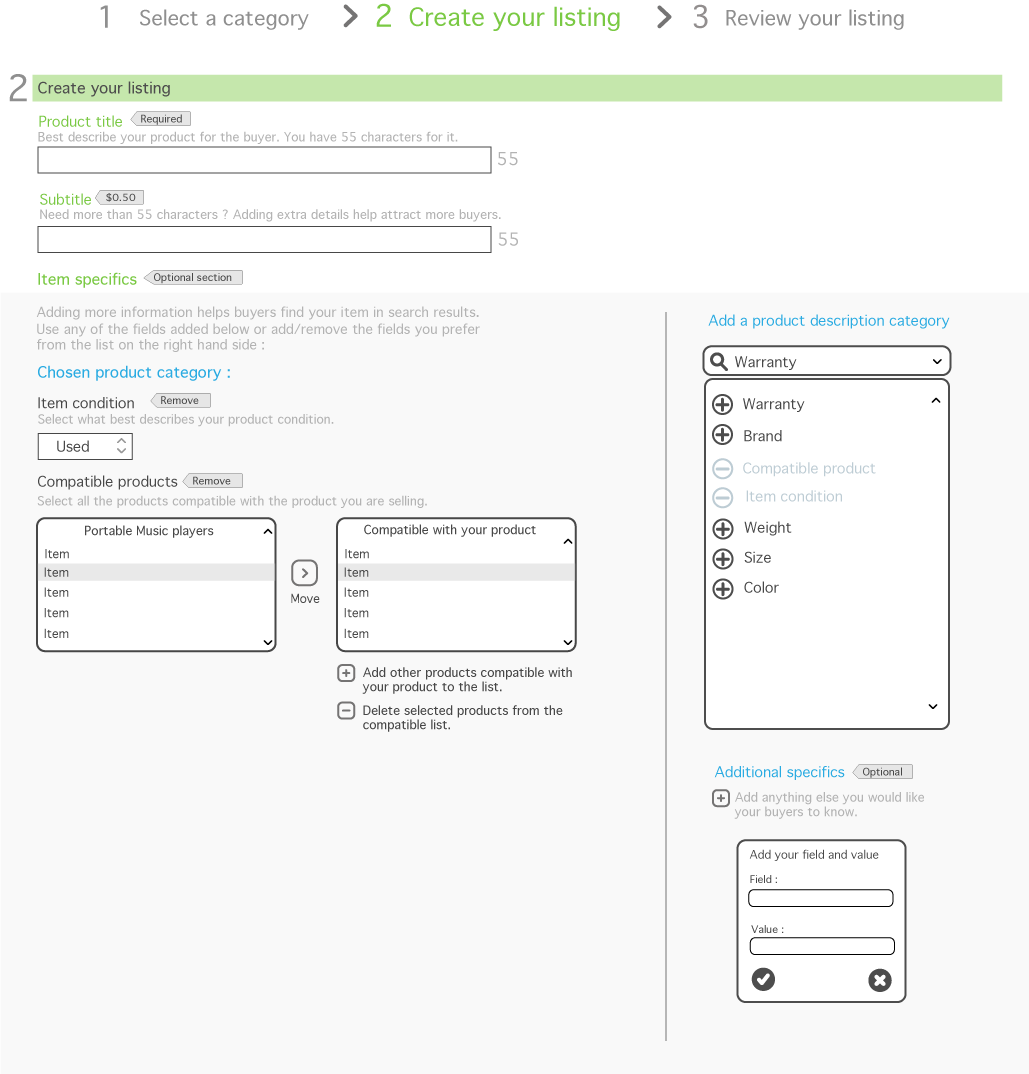 1 Select a category > 2 Create your listing > 3 Review your listing
2 Create your listing
Product title Required
Best describe your product for the buyer. You have 55 characters for it.
55
Subtitle $0.50
Need more than 55 characters ? Adding extra details help attract more buyers.
55
Item specifics Optional section
Adding more information helps buyers find your item in search results.
Use any of the fields added below or add/remove the fields you prefer
from the list on the right hand side :
Chosen product category :
Item condition Remove
Select what best describes your product condition.
Used
Compatible products Remove
Select all the products compatible with the product you are selling.
Portable Music players
Item
Item
Item
Item
Item
Move
Compatible with your product
Item
Item
Item
Item
Item
Add other products compatible with
your product to the list.
Delete selected products from the
compatible list.
Add a product description category
Warranty
Warranty
Brand
Compatible product
Item condition
Weight
Size
Color
Additional specifics Optional
Add anything else you would like
your buyers to know.
Add your field and value
Field :
Value :